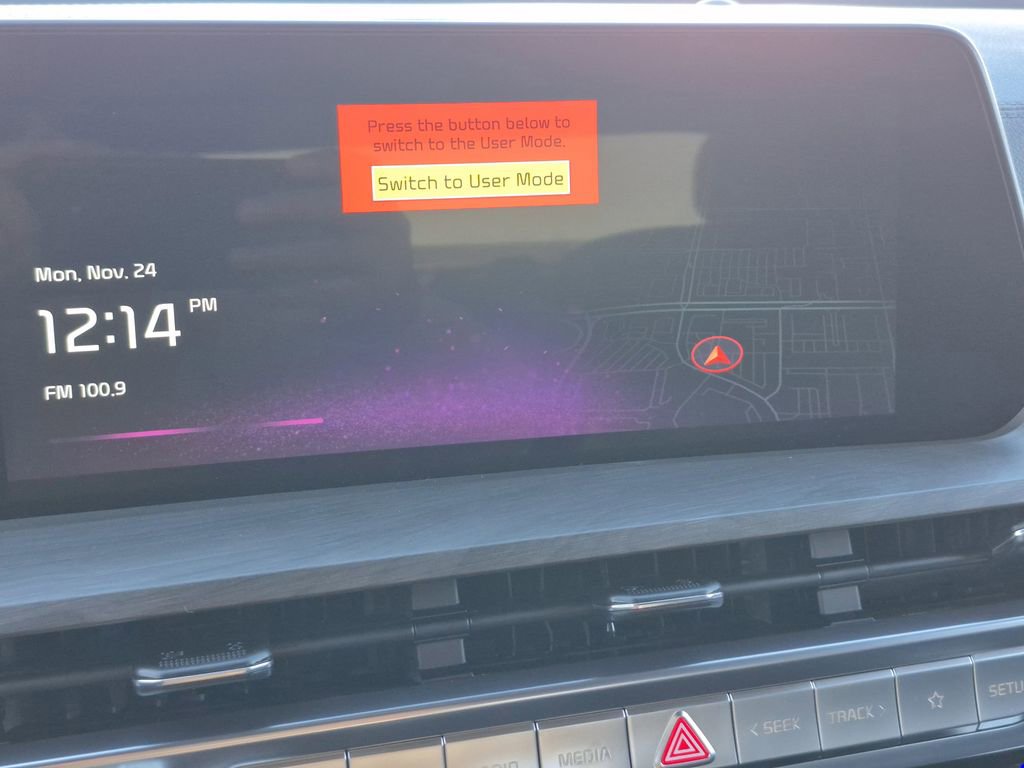 Press the button below to
switch to the User Mode.
Switch to User Mode
Mon, Nov. 24
12:14 PM
FM 100.9
MEDIA
< SEEK
TRACK >